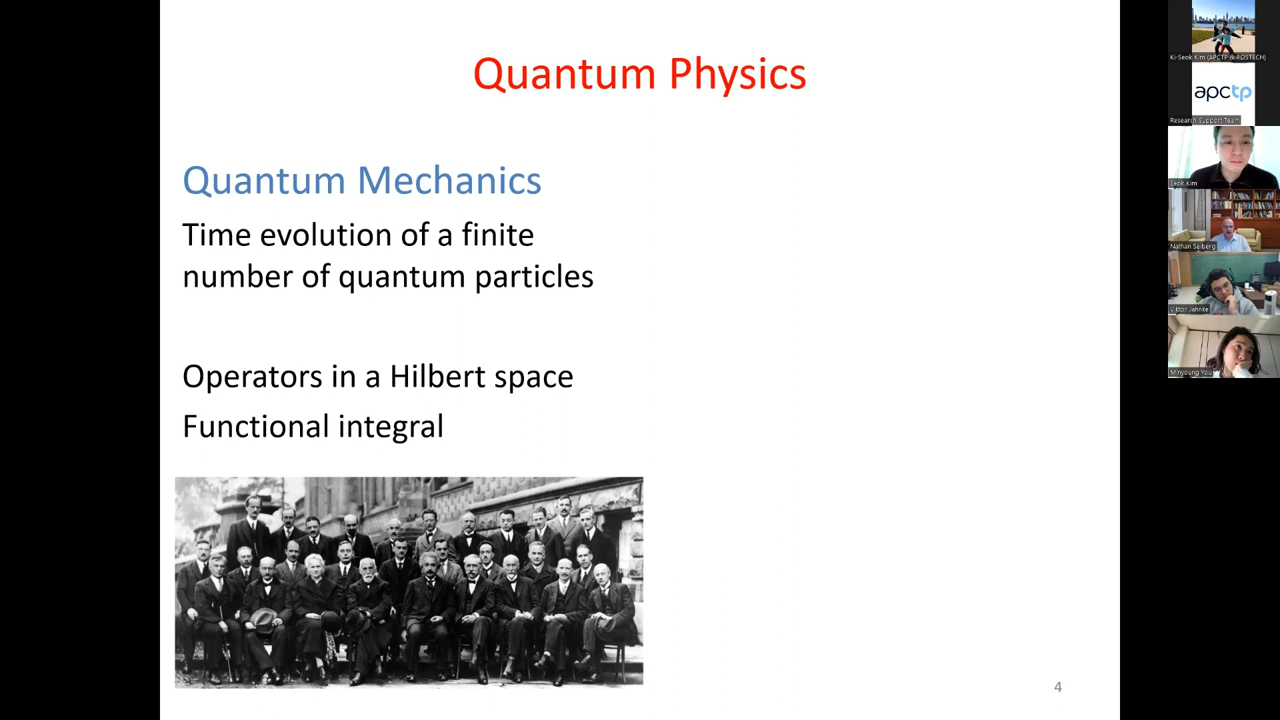 Quantum Physics
Quantum Mechanics
Time evolution of a finite
number of quantum particles
Operators in a Hilbert space
Functional integral
4
Ki-Seok Kim (APCTP & POSTECH)
apctp
Research Support Team
Seok Kim
Nathan Seiberg
Viktor Jahnke
Minyoung You